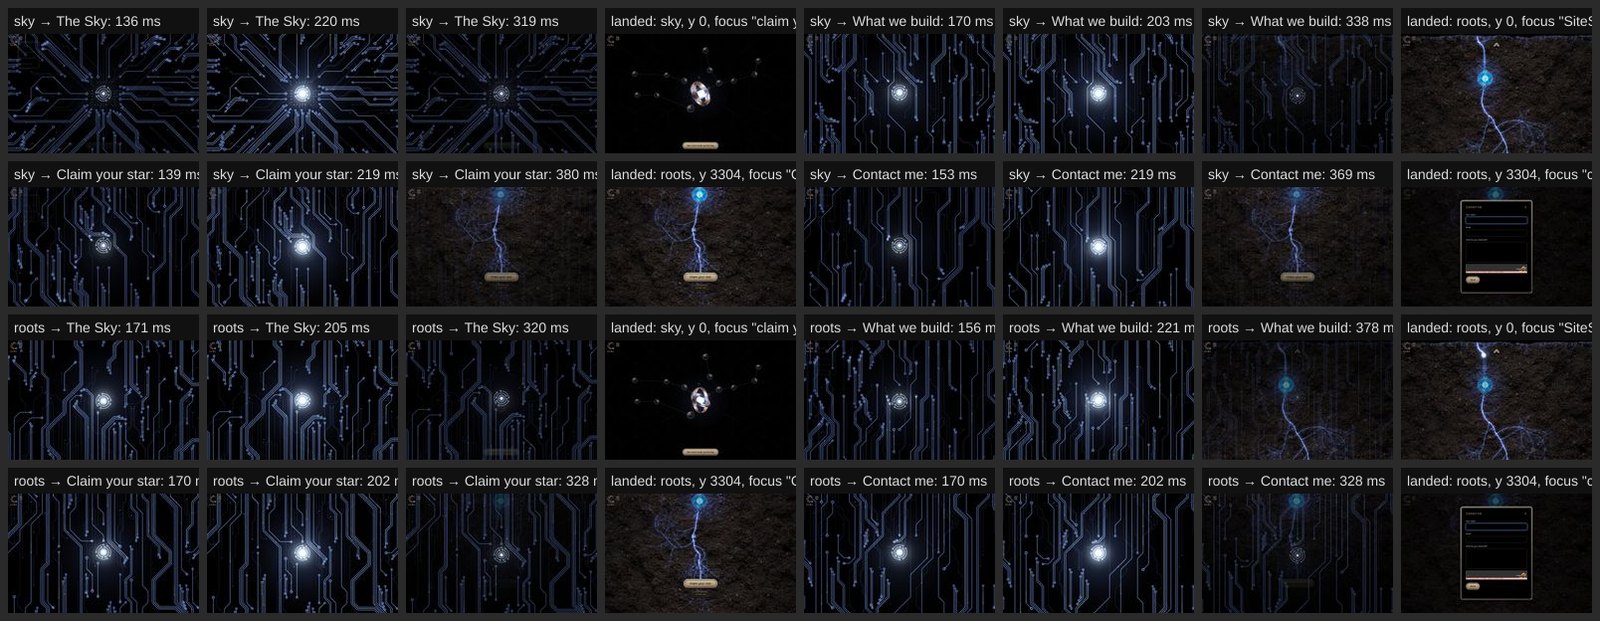 sky → The Sky: 136 ms
sky → The Sky: 220 ms
sky → The Sky: 319 ms
landed: sky, y 0, focus "claim y
sky → What we build: 170 ms
sky → What we build: 203 ms
sky → What we build: 338 ms
landed: roots, y 0, focus "SiteS
sky → Claim your star: 139 ms
sky → Claim your star: 219 ms
sky → Claim your star: 380 ms
landed: roots, y 3304, focus "C
sky → Contact me: 153 ms
sky → Contact me: 219 ms
sky → Contact me: 369 ms
landed: roots, y 3304, focus "c
roots → The Sky: 171 ms
roots → The Sky: 205 ms
roots → The Sky: 320 ms
landed: sky, y 0, focus "claim y
roots → What we build: 156 m
roots → What we build: 221 m
roots → What we build: 378 m
landed: roots, y 0, focus "SiteS
roots → Claim your star: 170 r
roots → Claim your star: 202 r
roots → Claim your star: 328 r
landed: roots, y 3304, focus "C
roots → Contact me: 170 ms
roots → Contact me: 202 ms
roots → Contact me: 328 ms
landed: roots, y 3304, focus "c